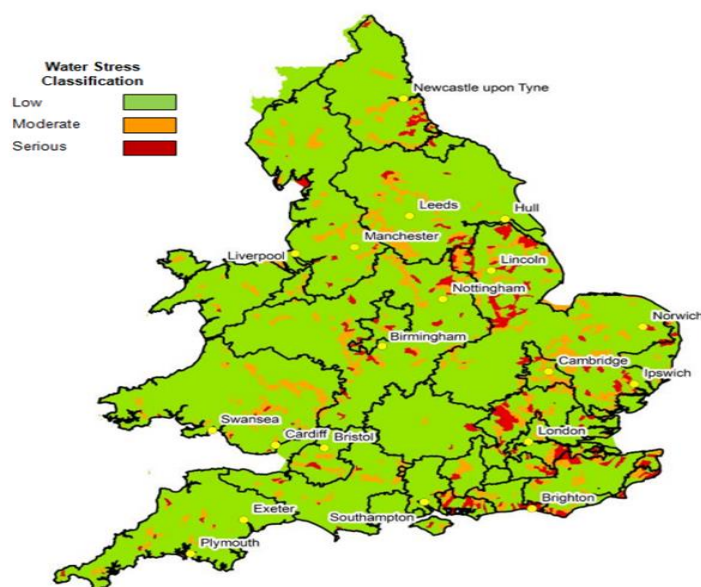 Water Stress
Classification
Low
Moderate
Serious
Newcastle upon Tyne
Leeds
Hull
Manchester
Liverpool
Lincoln
Nottingham
Norwich
Birmingham
Cambridge
Ipswich
Swansea
Cardiff
Bristol
London
Exeter
Southampton
Brighton
Plymouth